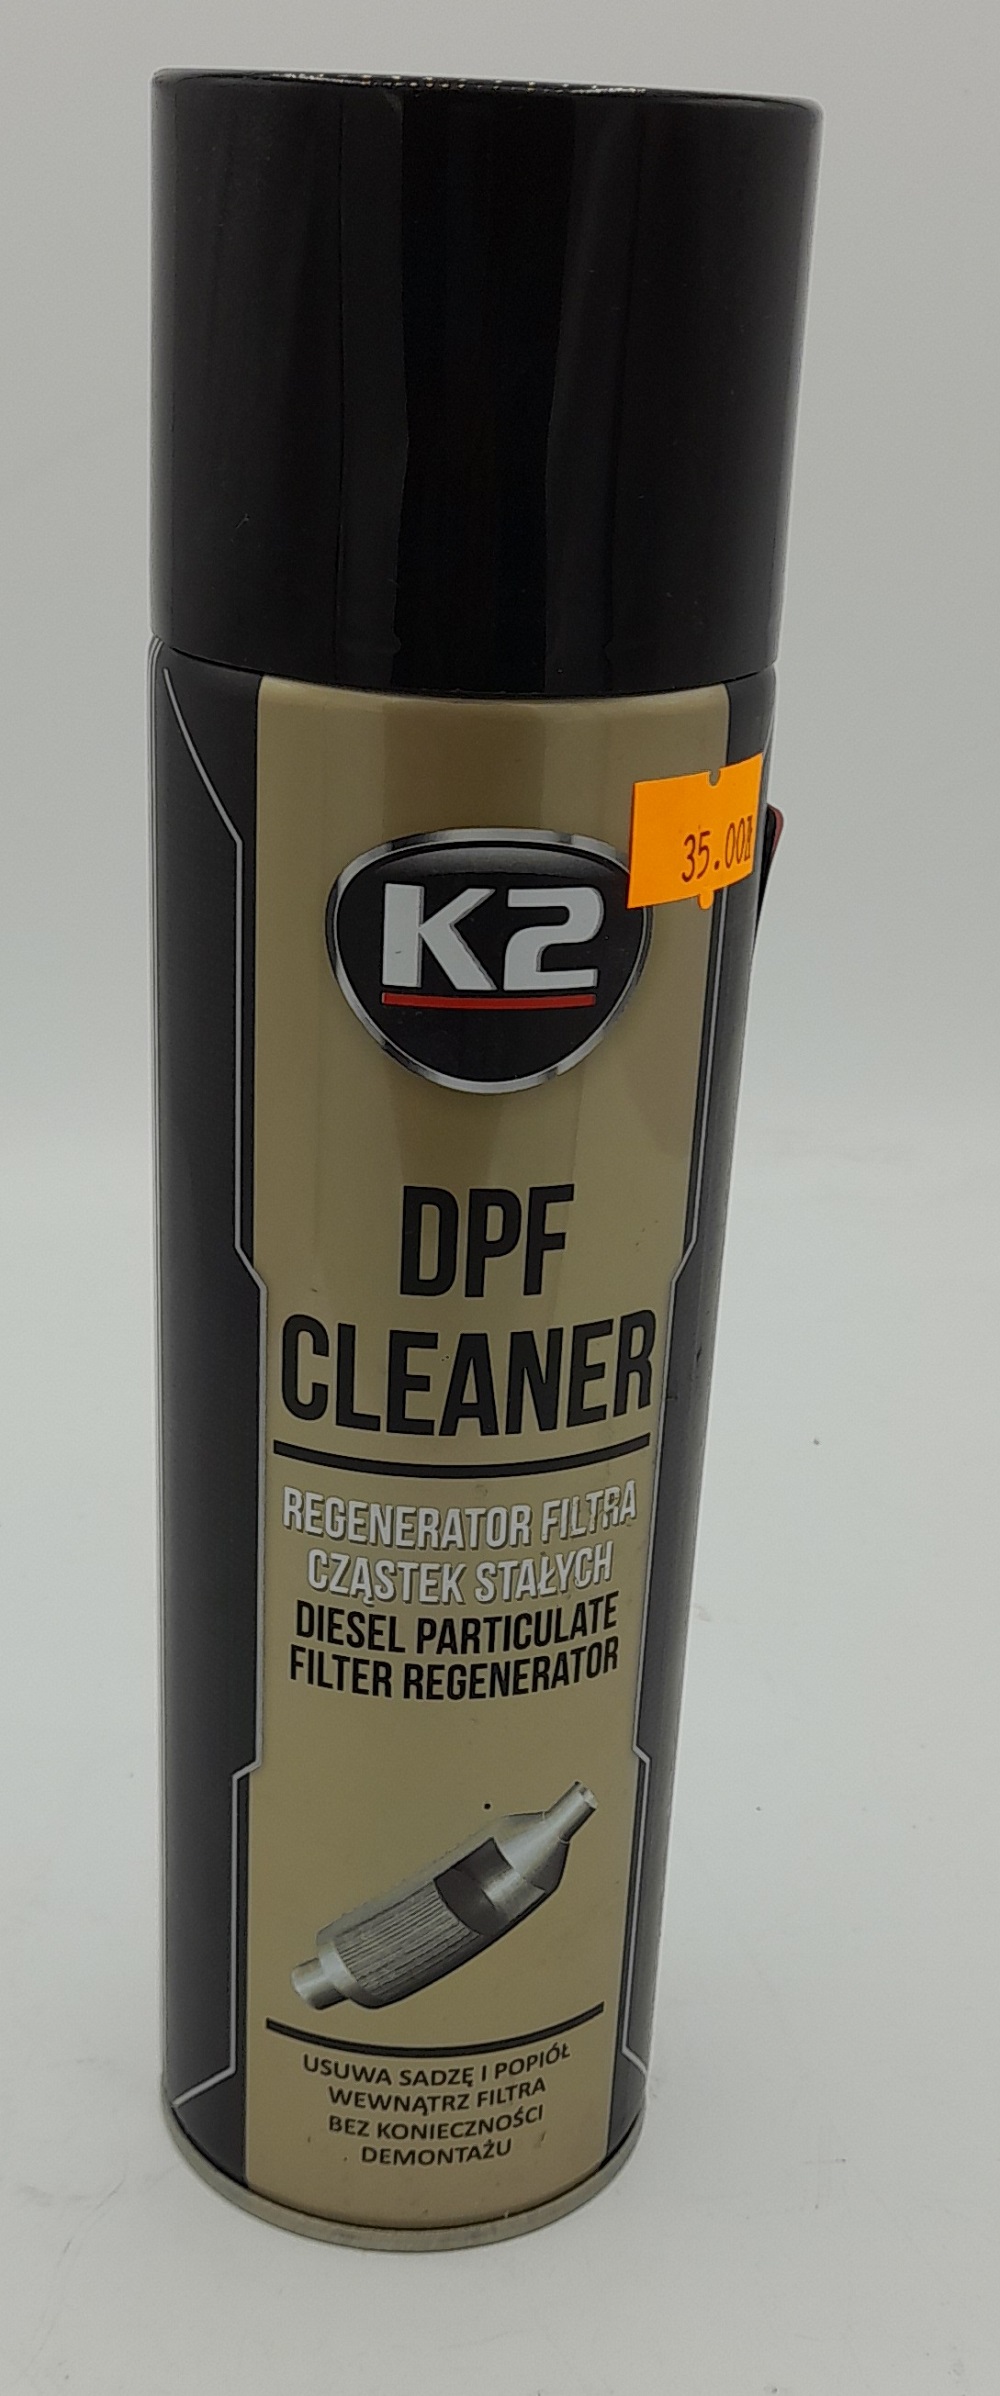 35.00zł
K2
DPF
CLEANER
REGENERATOR FILTRA
CZĄSTEK STAŁYCH
DIESEL PARTICULATE
FILTER REGENERATOR
USUWA SADZĘ I POPIÓŁ
WEWNĄTRZ FILTRA
BEZ KONIECZNOŚCI
DEMONTAŻU